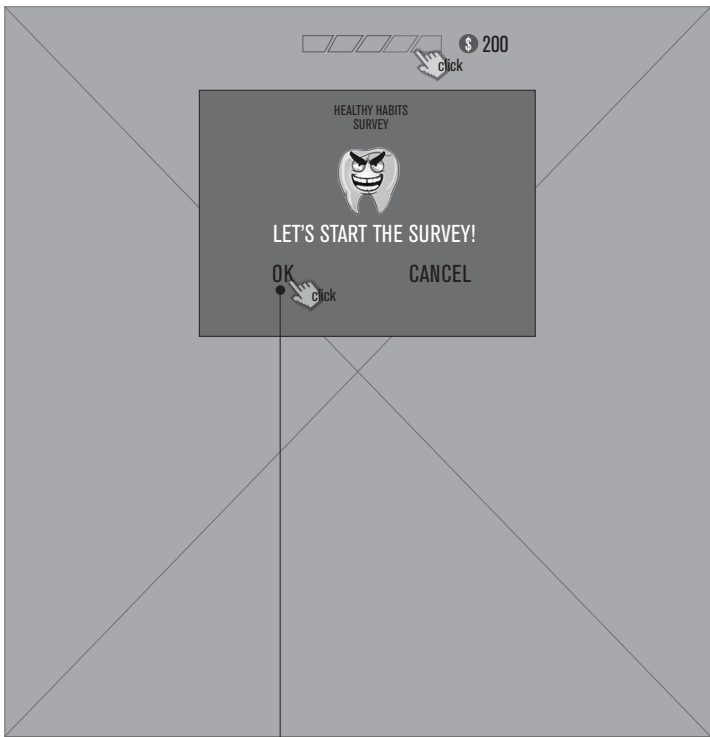 $ 200
click
HEALTHY HABITS
SURVEY
LET'S START THE SURVEY!
OK CANCEL
click